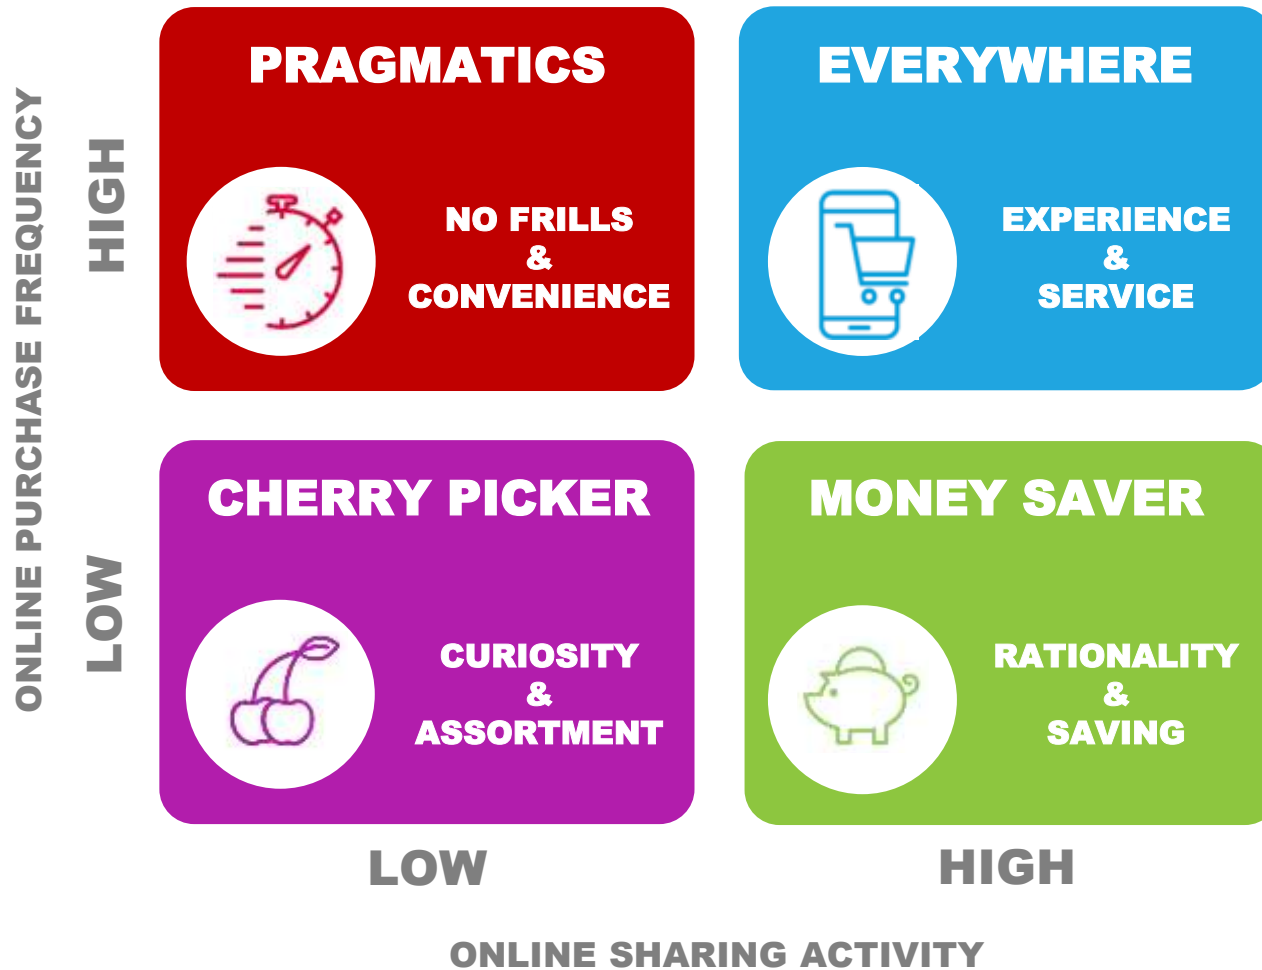 ONLINE PURCHASE FREQUENCY
HIGH
PRAGMATICS
NO FRILLS
&
CONVENIENCE
EVERYWHERE
EXPERIENCE
&
SERVICE
LOW
CHERRY PICKER
CURIOSITY
&
ASSORTMENT
MONEY SAVER
RATIONALITY
&
SAVING
LOW
HIGH
ONLINE SHARING ACTIVITY